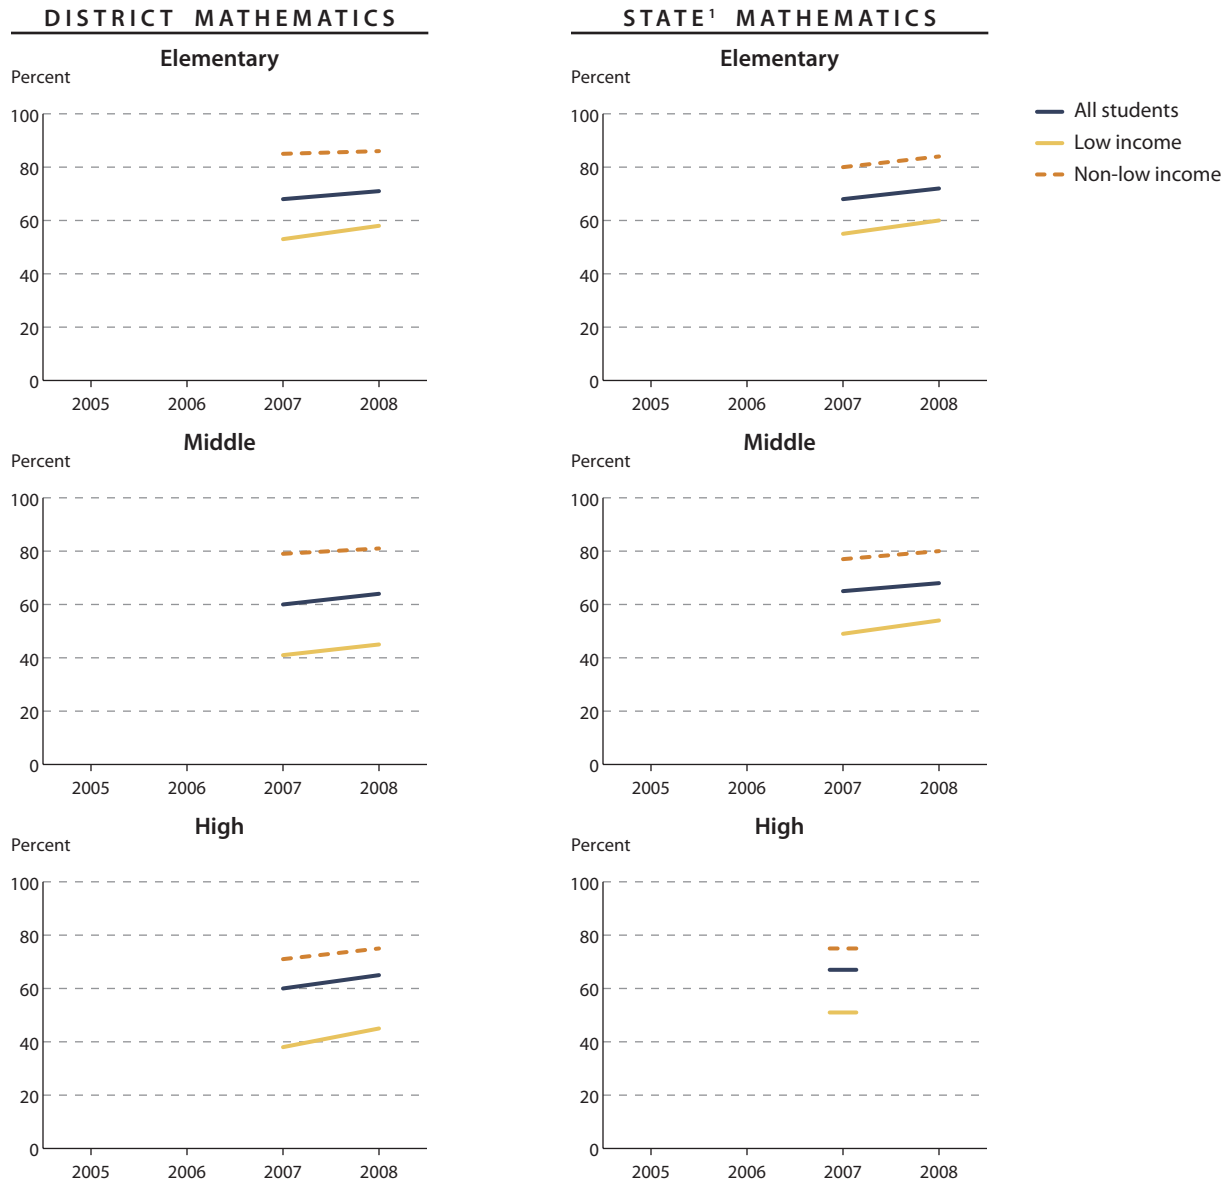 DISTRICT MATHEMATICS
Elementary
Percent
100
80
60
40
20
0
2005 2006 2007 2008
Middle
Percent
100
80
60
40
20
0
2005 2006 2007 2008
High
Percent
100
80
60
40
20
0
2005 2006 2007 2008
STATE¹ MATHEMATICS
Elementary
Percent
100
80
60
40
20
0
2005 2006 2007 2008
Middle
Percent
100
80
60
40
20
0
2005 2006 2007 2008
High
Percent
100
80
60
40
20
0
2005 2006 2007 2008
All students
Low income
Non-low income